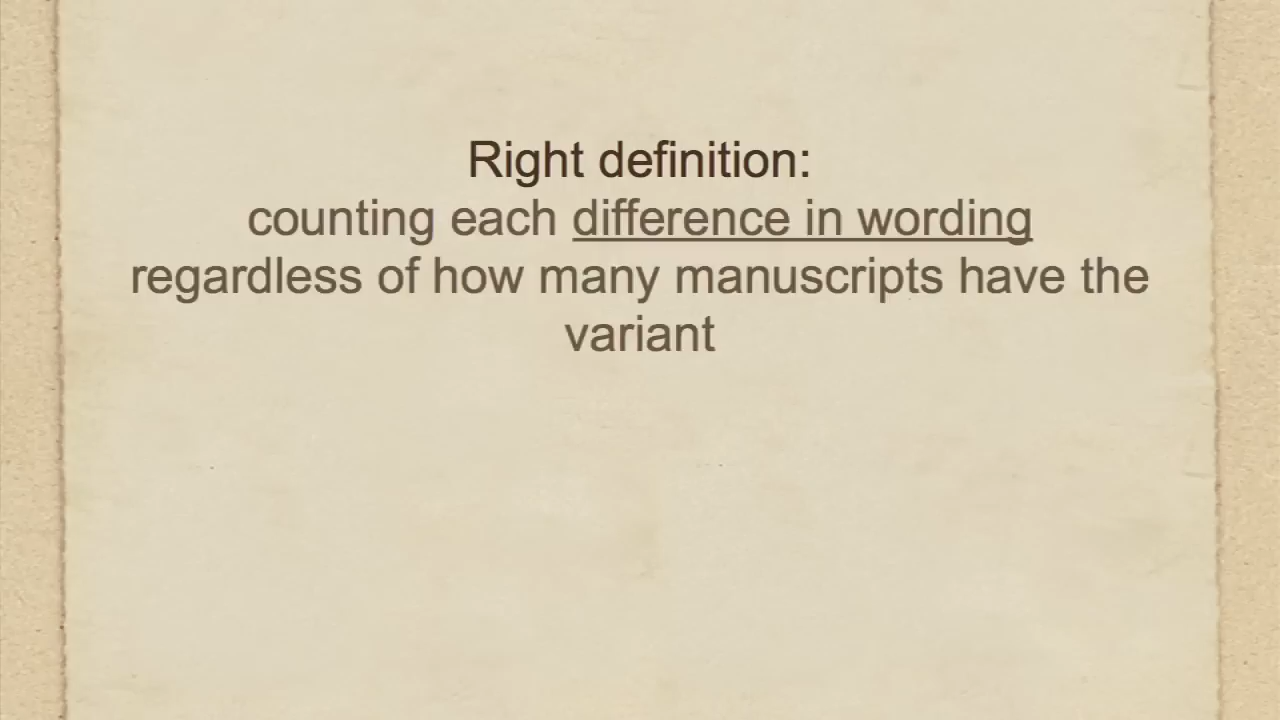 Right definition:
counting each difference in wording
regardless of how many manuscripts have the
variant